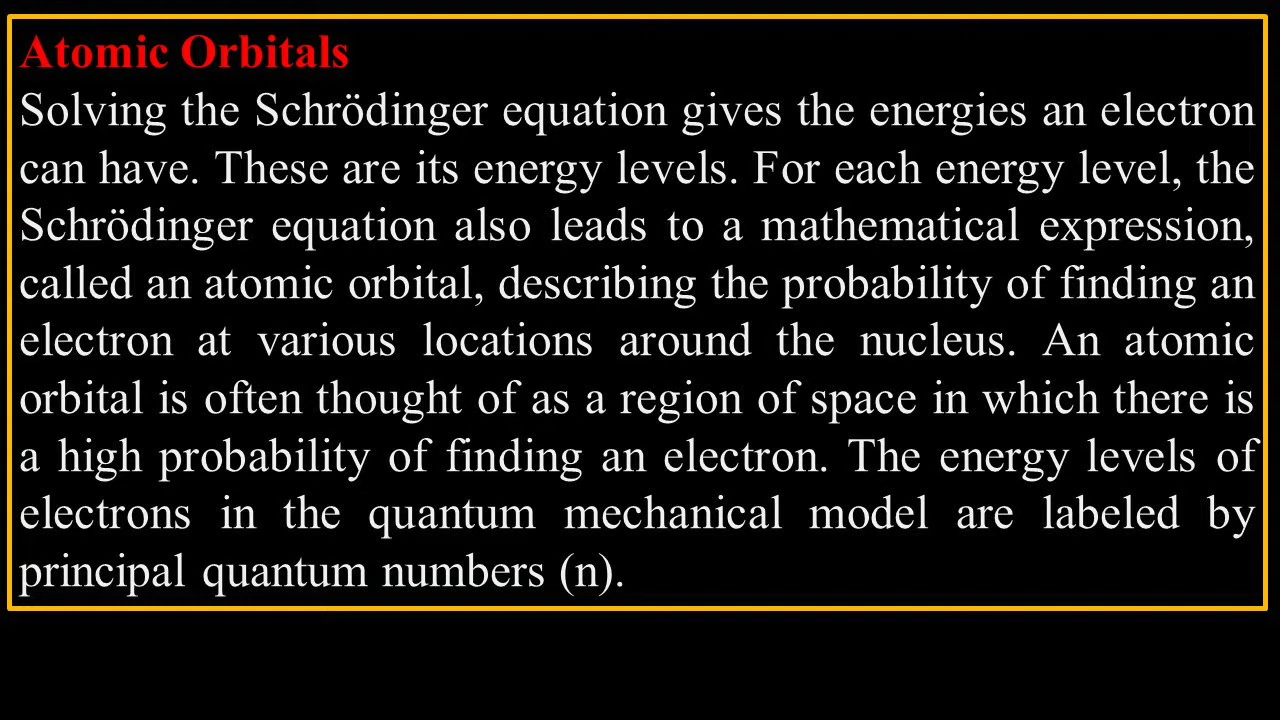 Atomic Orbitals
Solving the Schrödinger equation gives the energies an electron
can have. These are its energy levels. For each energy level, the
Schrödinger equation also leads to a mathematical expression,
called an atomic orbital, describing the probability of finding an
electron at various locations around the nucleus. An atomic
orbital is often thought of as a region of space in which there is
a high probability of finding an electron. The energy levels of
electrons in the quantum mechanical model are labeled by
principal quantum numbers (n).